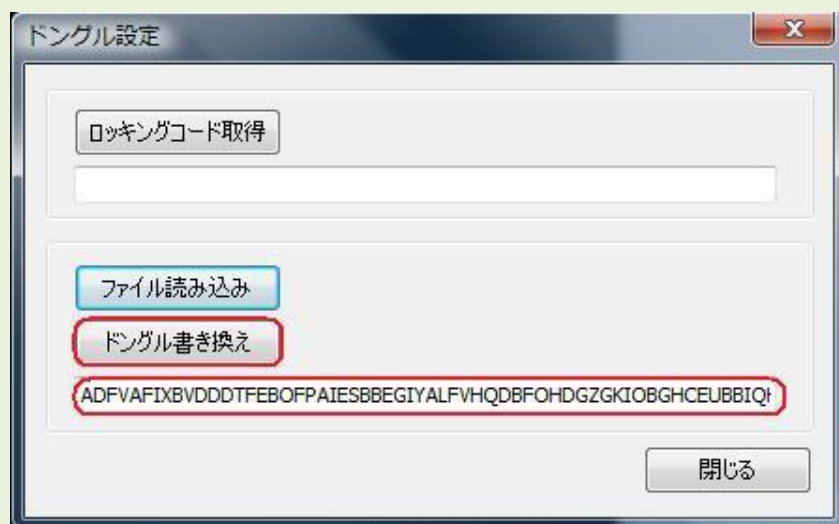 ドングル設定
ロッキングコード取得
ファイル読み込み
ドングル書き換え
ADFVAFIXBVDDDTFEBOFPAIESBBEGIYALFVHQDBFOHDGZGKIOBGHCEUBBIQ
閉じる